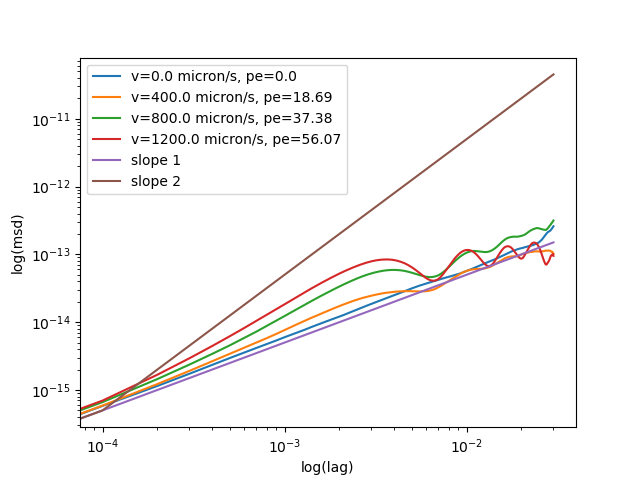 v=0.0 micron/s, pe=0.0
v=400.0 micron/s, pe=18.69
v=800.0 micron/s, pe=37.38
v=1200.0 micron/s, pe=56.07
slope 1
slope 2
log(msd)
10⁻¹¹
10⁻¹²
10⁻¹³
10⁻¹⁴
10⁻¹⁵
10⁻⁴
10⁻³
10⁻²
log(lag)